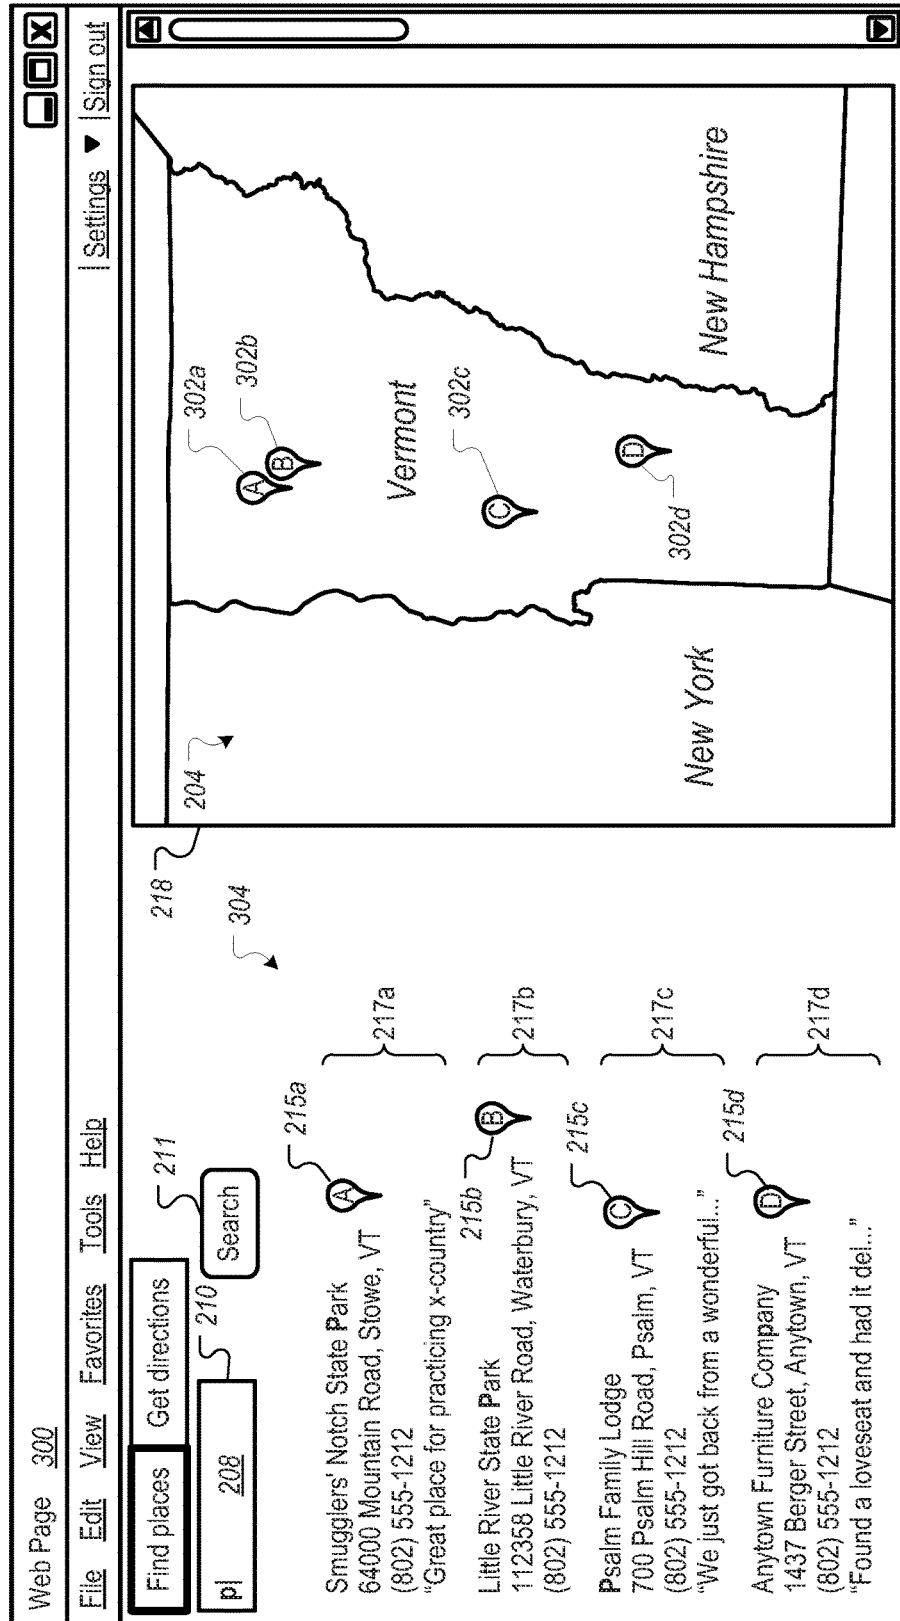 Web Page 300
File Edit View Favorites Tools Help | Settings ▼ | Sign out
Find places Get directions
p| 208
210
Search
211
304
Smugglers' Notch State Park
64000 Mountain Road, Stowe, VT
(802) 555-1212
“Great place for practicing x-country”
A
215a
217a
Little River State Park
112358 Little River Road, Waterbury, VT
(802) 555-1212
B
215b
217b
Psalm Family Lodge
700 Psalm Hill Road, Psalm, VT
(802) 555-1212
“We just got back from a wonderful...”
C
215c
217c
Anytown Furniture Company
1437 Berger Street, Anytown, VT
(802) 555-1212
“Found a loveseat and had it del...”
D
215d
217d
218
204
302a
A
302b
B
Vermont
302c
C
D
302d
New York
New Hampshire